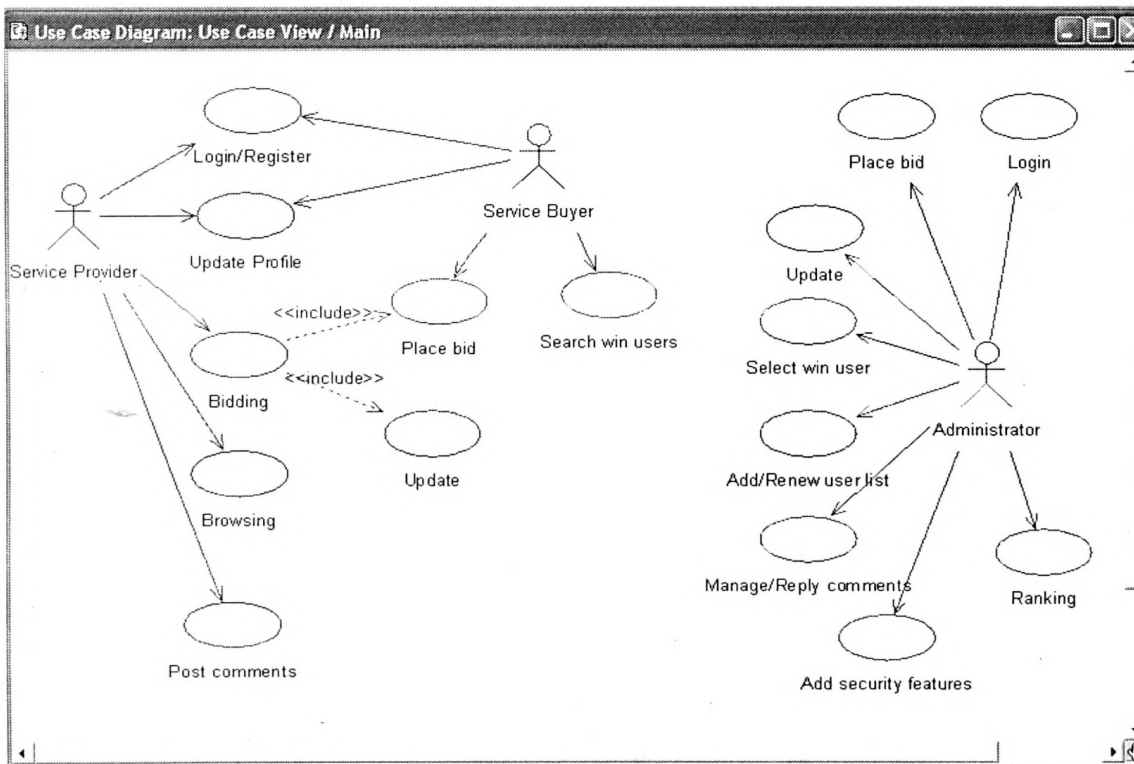 Use Case Diagram: Use Case View / Main
Login/Register
Service Buyer
Place bid
Login
Service Provider
Update Profile
Update
<<include>>
Place bid
Search win users
Select win user
<<include>>
Bidding
Administrator
Update
Add/Renew user list
Browsing
Manage/Reply comments
Ranking
Post comments
Add security features